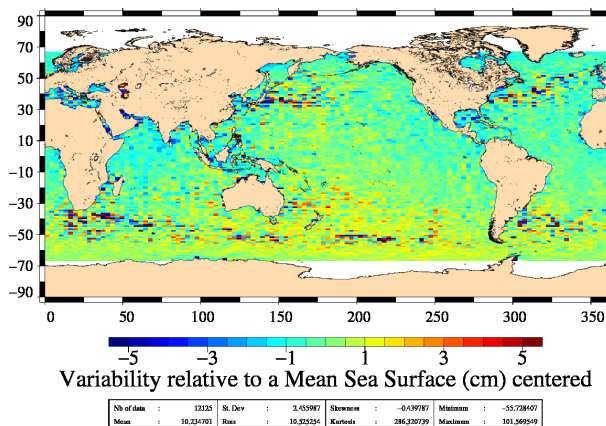 90
70
50
30
10
−10
−30
−50
−70
−90
0 50 100 150 200 250 300 350
−5 −3 −1 1 3 5
Variability relative to a Mean Sea Surface (cm) centered
Nb of data : 12125 St. Dev : 2.455987 Skewness : −0.439787 Minimum : −55.728407
Mean : 10.234701 Rms : 10.525254 Kurtosis : 286.320739 Maximum : 101.569549